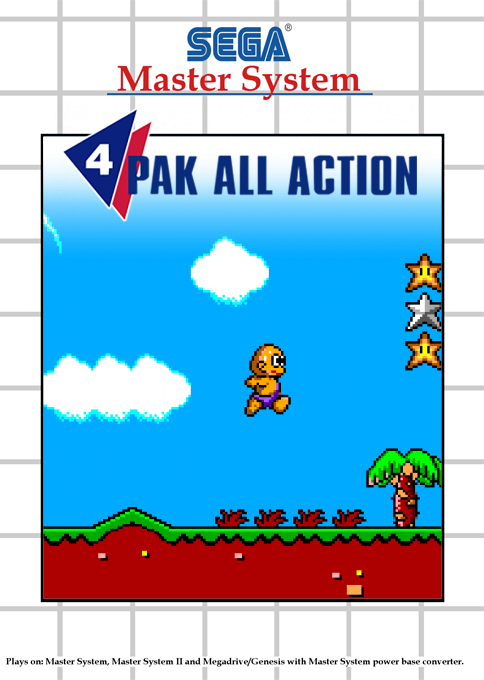 SEGA®
Master System
4 PAK ALL ACTION
Plays on: Master System, Master System II and Megadrive/Genesis with Master System power base converter.